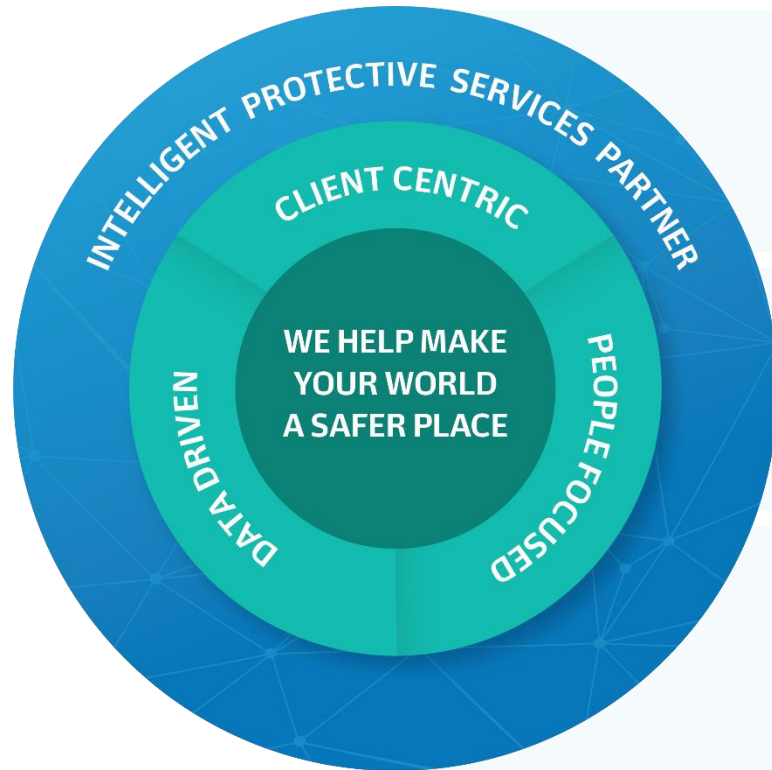 INTELLIGENT PROTECTIVE SERVICES PARTNER
CLIENT CENTRIC
PEOPLE FOCUSED
DATA DRIVEN
WE HELP MAKE
YOUR WORLD
A SAFER PLACE